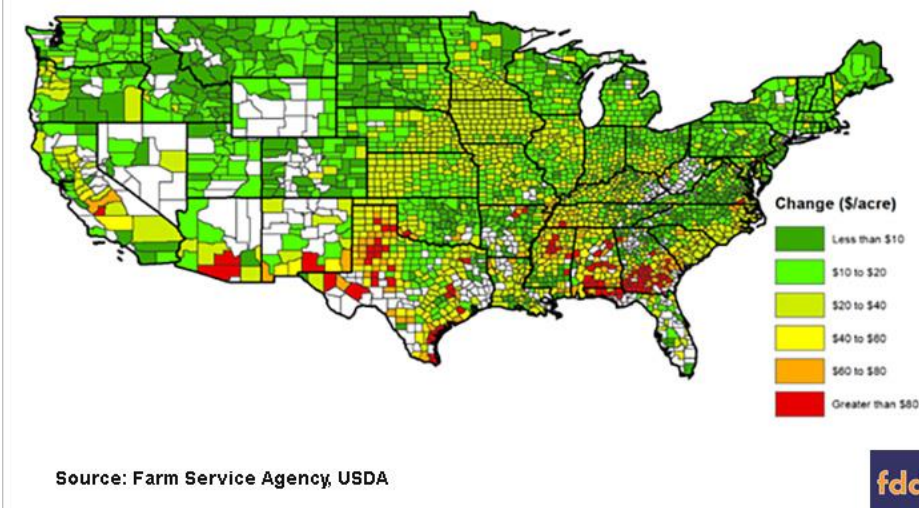 Change ($/acre)
Less than $10
$10 to $20
$20 to $40
$40 to $60
$60 to $80
Greater than $80
Source: Farm Service Agency, USDA